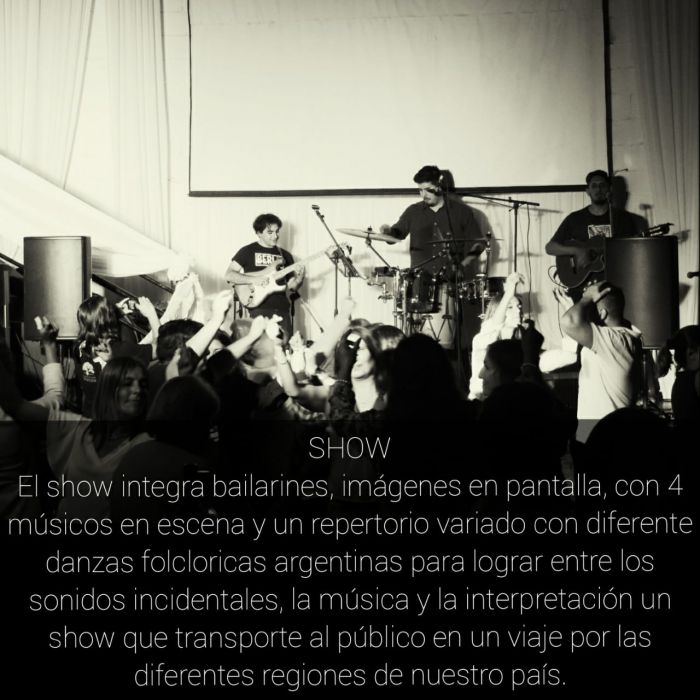 SHOW
El show integra bailarines, imágenes en pantalla, con 4
músicos en escena y un repertorio variado con diferente
danzas folcloricas argentinas para lograr entre los
sonidos incidentales, la música y la interpretación un
show que transporte al público en un viaje por las
diferentes regiones de nuestro país.